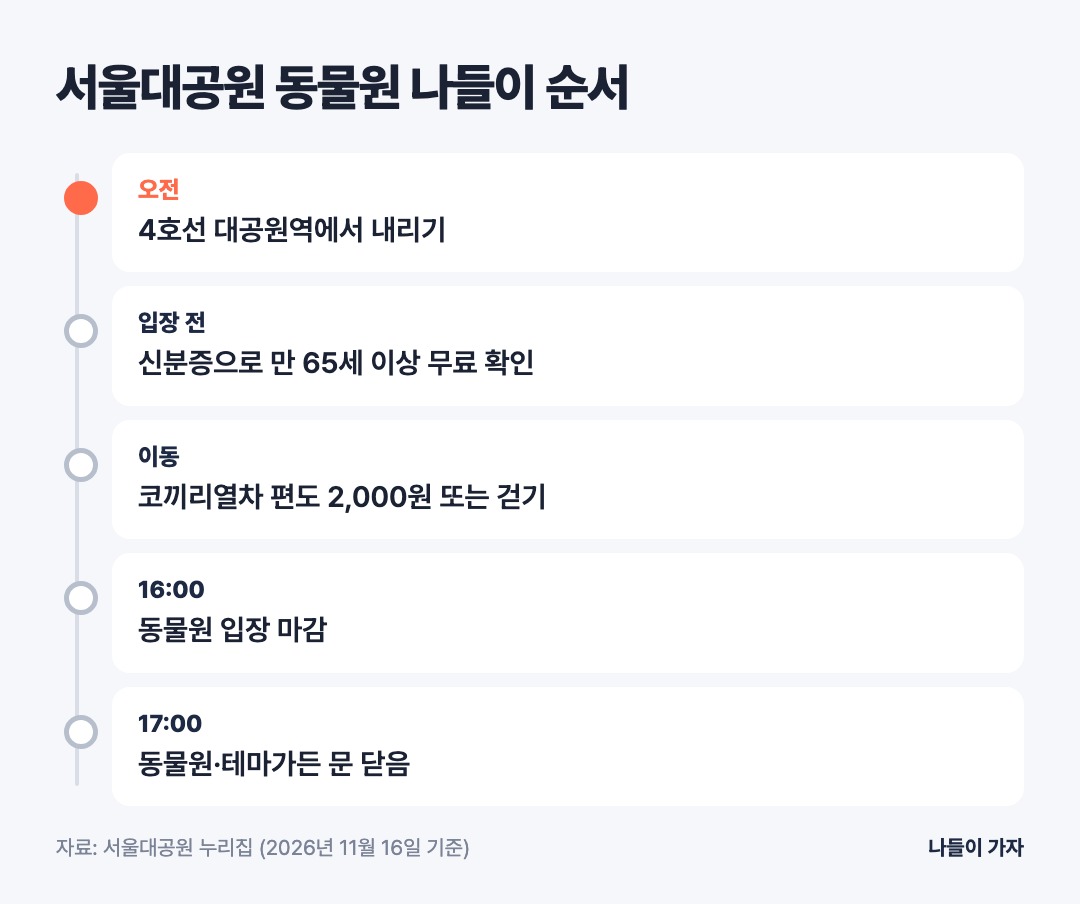 서울대공원 동물원 나들이 순서
오전
4호선 대공원역에서 내리기
입장 전
신분증으로 만 65세 이상 무료 확인
이동
코끼리열차 편도 2,000원 또는 걷기
16:00
동물원 입장 마감
17:00
동물원·테마가든 문 닫음
자료: 서울대공원 누리집 (2026년 11월 16일 기준)
나들이 가자